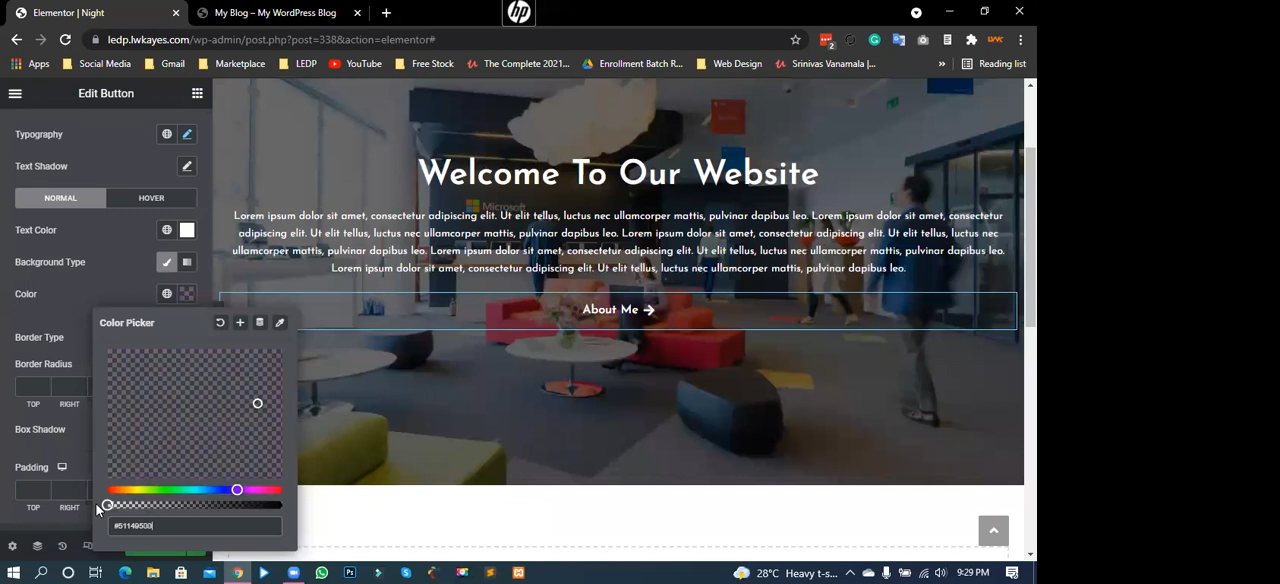 Elementor | Night
My Blog – My WordPress Blog
hp
ledp.lwkayes.com/wp-admin/post.php?post=338&action=elementor#
2
Apps
Social Media
Gmail
Marketplace
LEDP
YouTube
Free Stock
The Complete 2021...
Enrollment Batch R...
Web Design
Srinivas Vanamala |...
»
Reading list
Edit Button
Typography
Text Shadow
NORMAL
HOVER
Text Color
Background Type
Color
Color Picker
Border Type
Border Radius
TOP
RIGHT
Box Shadow
Padding
TOP
RIGHT
#51149500
Welcome To Our Website
Microsoft
Lorem ipsum dolor sit amet, consectetur adipiscing elit. Ut elit tellus, luctus nec ullamcorper mattis, pulvinar dapibus leo. Lorem ipsum dolor sit amet, consectetur
adipiscing elit. Ut elit tellus, luctus nec ullamcorper mattis, pulvinar dapibus leo. Lorem ipsum dolor sit amet, consectetur adipiscing elit. Ut elit tellus, luctus nec
ullamcorper mattis, pulvinar dapibus leo. Lorem ipsum dolor sit amet, consectetur adipiscing elit. Ut elit tellus, luctus nec ullamcorper mattis, pulvinar dapibus leo.
Lorem ipsum dolor sit amet, consectetur adipiscing elit. Ut elit tellus, luctus nec ullamcorper mattis, pulvinar dapibus leo.
About Me →
28°C Heavy t-s...
9:29 PM